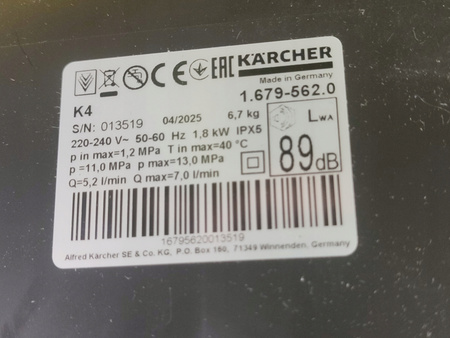 CE EAC KÄRCHER
Made in Germany
K4 1.679-562.0
S/N: 013519 04/2025 6,7 kg
220-240 V~ 50-60 Hz 1,8 kW IPX5 LWA
p in max=1,2 MPa T in max=40 °C
p =11,0 MPa p max=13,0 MPa 89dB
Q=5,2 l/min Q max=7,0 l/min
16795620013519
Alfred Kärcher SE & Co. KG, P.O. Box 160, 71349 Winnenden, Germany